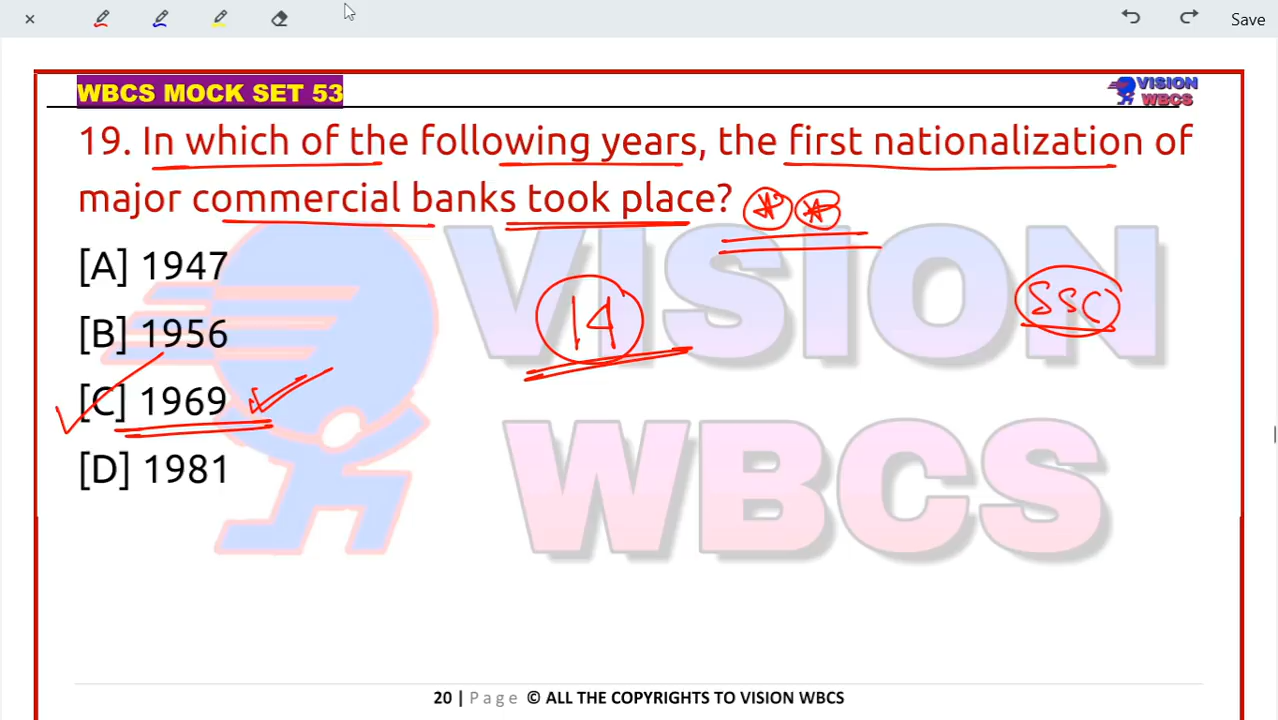 Save
WBCS MOCK SET 53
VISION
WBCS
19. In which of the following years, the first nationalization of
major commercial banks took place?
[A] 1947
[B] 1956
[C] 1969
[D] 1981
14
SSC
VISION
WBCS
20 | Page © ALL THE COPYRIGHTS TO VISION WBCS